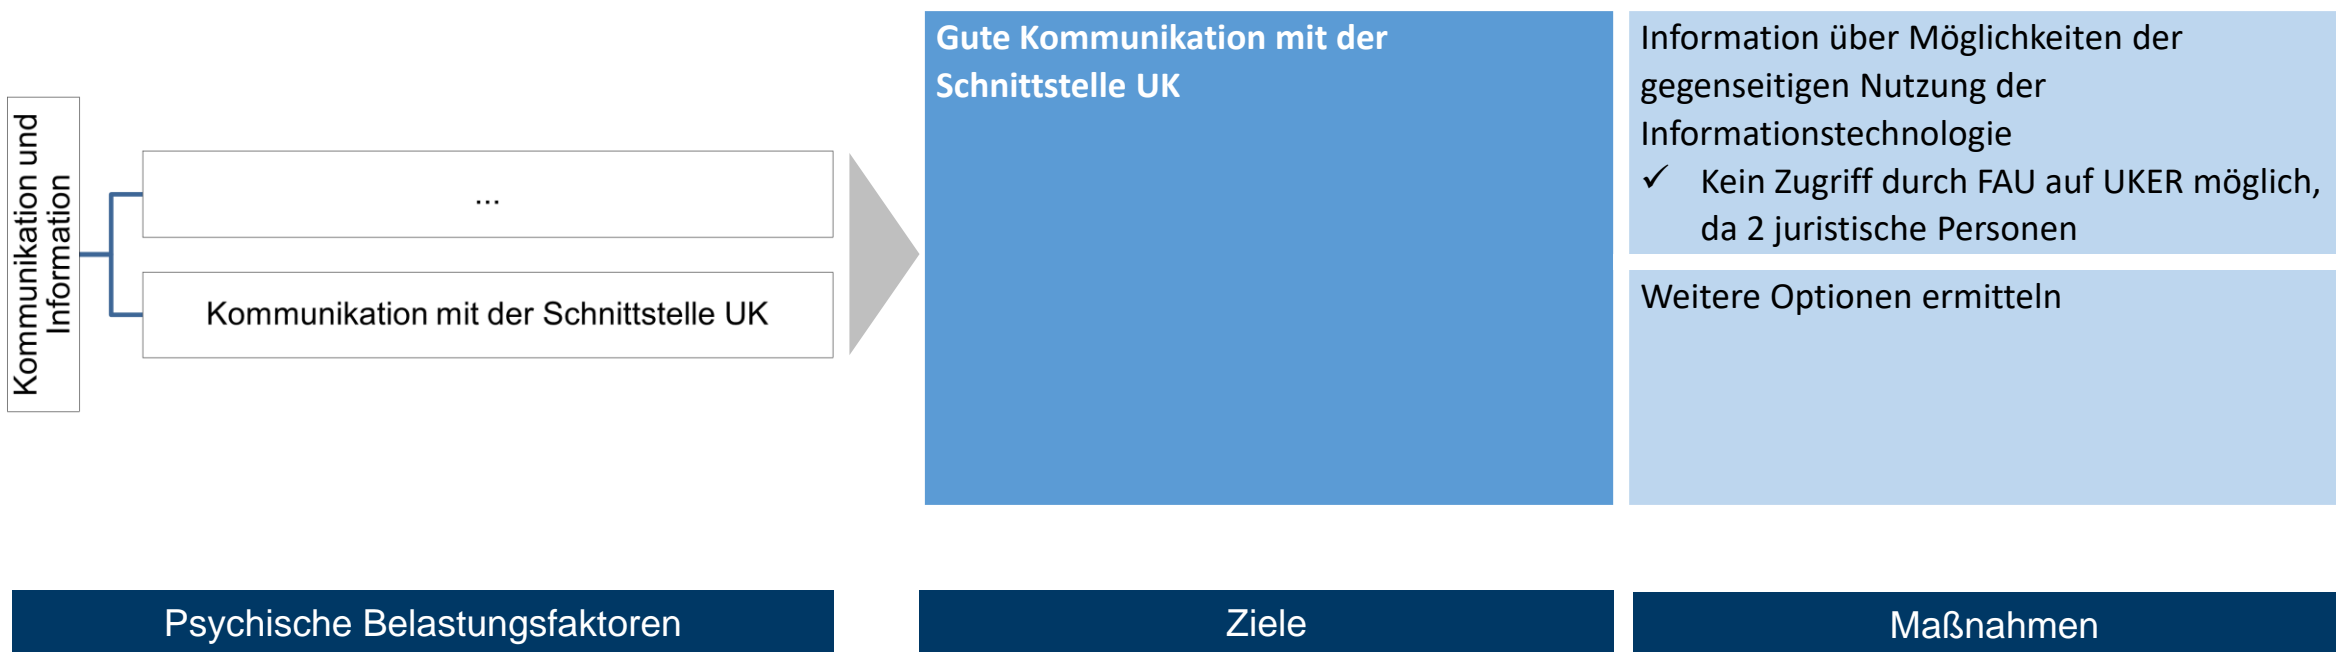 Kommunikation und
Information
...
Kommunikation mit der Schnittstelle UK
Gute Kommunikation mit der
Schnittstelle UK
Information über Möglichkeiten der
gegenseitigen Nutzung der
Informationstechnologie
✓ Kein Zugriff durch FAU auf UKER möglich,
da 2 juristische Personen
Weitere Optionen ermitteln
Psychische Belastungsfaktoren
Ziele
Maßnahmen